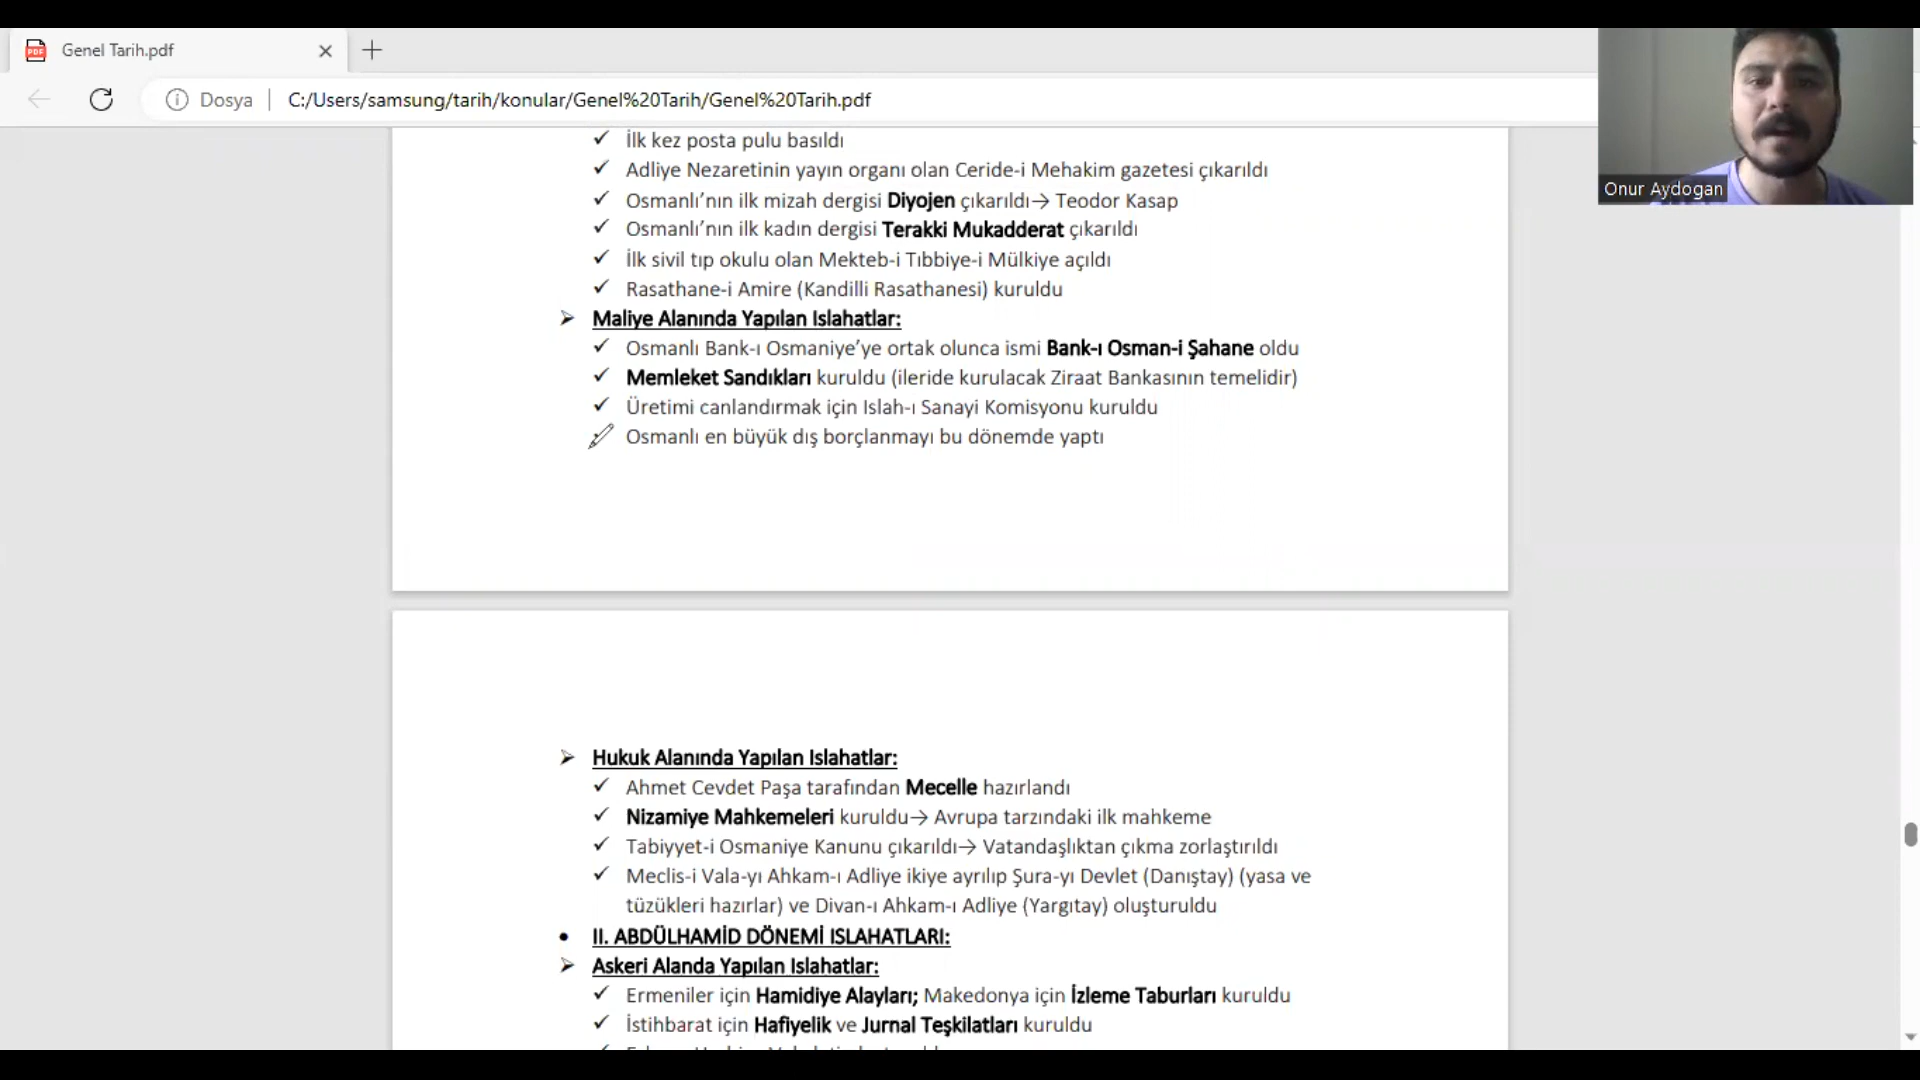 Genel Tarih.pdf
Dosya
C:/Users/samsung/tarih/konular/Genel%20Tarih/Genel%20Tarih.pdf
Onur Aydogan
İlk kez posta pulu basıldı
Adliye Nezaretinin yayın organı olan Ceride-i Mehakim gazetesi çıkarıldı
Osmanlı’nın ilk mizah dergisi Diyojen çıkarıldı→ Teodor Kasap
Osmanlı’nın ilk kadın dergisi Terakki Mukadderat çıkarıldı
İlk sivil tıp okulu olan Mekteb-i Tıbbiye-i Mülkiye açıldı
Rasathane-i Amire (Kandilli Rasathanesi) kuruldu
Maliye Alanında Yapılan Islahatlar:
Osmanlı Bank-ı Osmaniye’ye ortak olunca ismi Bank-ı Osman-i Şahane oldu
Memleket Sandıkları kuruldu (ileride kurulacak Ziraat Bankasının temelidir)
Üretimi canlandırmak için Islah-ı Sanayi Komisyonu kuruldu
Osmanlı en büyük dış borçlanmayı bu dönemde yaptı
Hukuk Alanında Yapılan Islahatlar:
Ahmet Cevdet Paşa tarafından Mecelle hazırlandı
Nizamiye Mahkemeleri kuruldu→ Avrupa tarzındaki ilk mahkeme
Tabiyyet-i Osmaniye Kanunu çıkarıldı→ Vatandaşlıktan çıkma zorlaştırıldı
Meclis-i Vala-yı Ahkam-ı Adliye ikiye ayrılıp Şura-yı Devlet (Danıştay) (yasa ve
tüzükleri hazırlar) ve Divan-ı Ahkam-ı Adliye (Yargıtay) oluşturuldu
II. ABDÜLHAMİD DÖNEMİ ISLAHATLARI:
Askeri Alanda Yapılan Islahatlar:
Ermeniler için Hamidiye Alayları; Makedonya için İzleme Taburları kuruldu
İstihbarat için Hafiyelik ve Jurnal Teşkilatları kuruldu